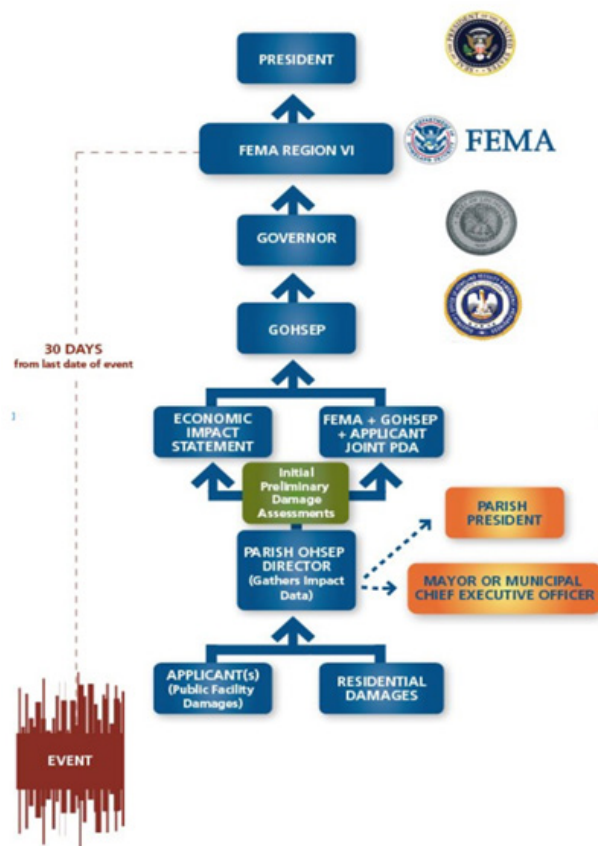 PRESIDENT
FEMA REGION VI
FEMA
GOVERNOR
GOHSEP
30 DAYS
from last date of event
ECONOMIC
IMPACT
STATEMENT
FEMA + GOHSEP
+ APPLICANT
JOINT PDA
Initial
Preliminary
Damage
Assessments
PARISH OHSEP
DIRECTOR
(Gathers Impact
Data)
PARISH
PRESIDENT
MAYOR OR MUNICIPAL
CHIEF EXECUTIVE OFFICER
APPLICANT(s)
(Public Facility
Damages)
RESIDENTIAL
DAMAGES
EVENT